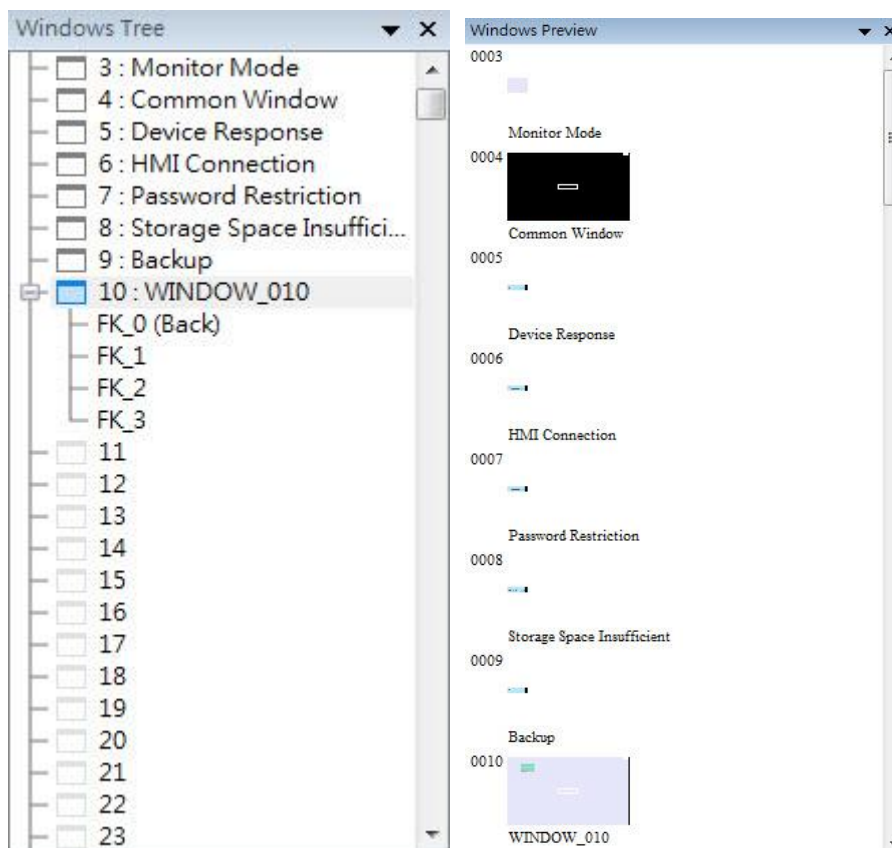 Windows Tree
3 : Monitor Mode
4 : Common Window
5 : Device Response
6 : HMI Connection
7 : Password Restriction
8 : Storage Space Insuffici...
9 : Backup
10 : WINDOW_010
FK_0 (Back)
FK_1
FK_2
FK_3
11
12
13
14
15
16
17
18
19
20
21
22
23
Windows Preview
0003
Monitor Mode
0004
Common Window
0005
Device Response
0006
HMI Connection
0007
Password Restriction
0008
Storage Space Insufficient
0009
Backup
0010
WINDOW_010